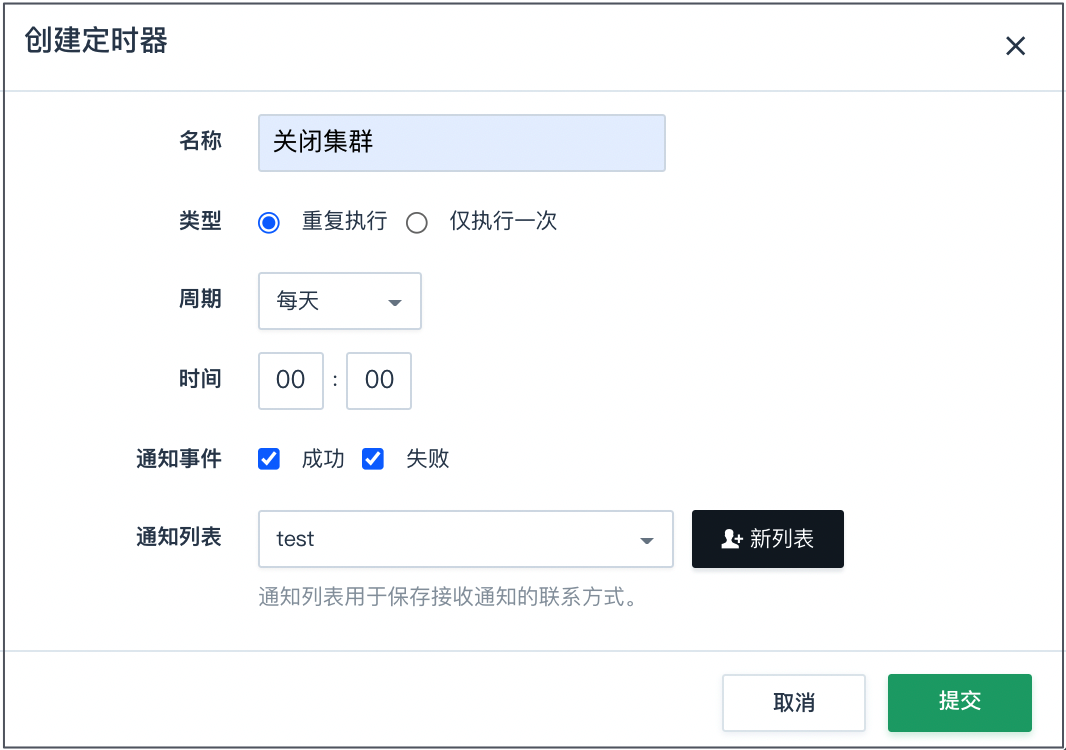 创建定时器
名称 关闭集群
类型 重复执行 仅执行一次
周期 每天
时间 00 : 00
通知事件 成功 失败
通知列表 test 新列表
通知列表用于保存接收通知的联系方式。
取消 提交